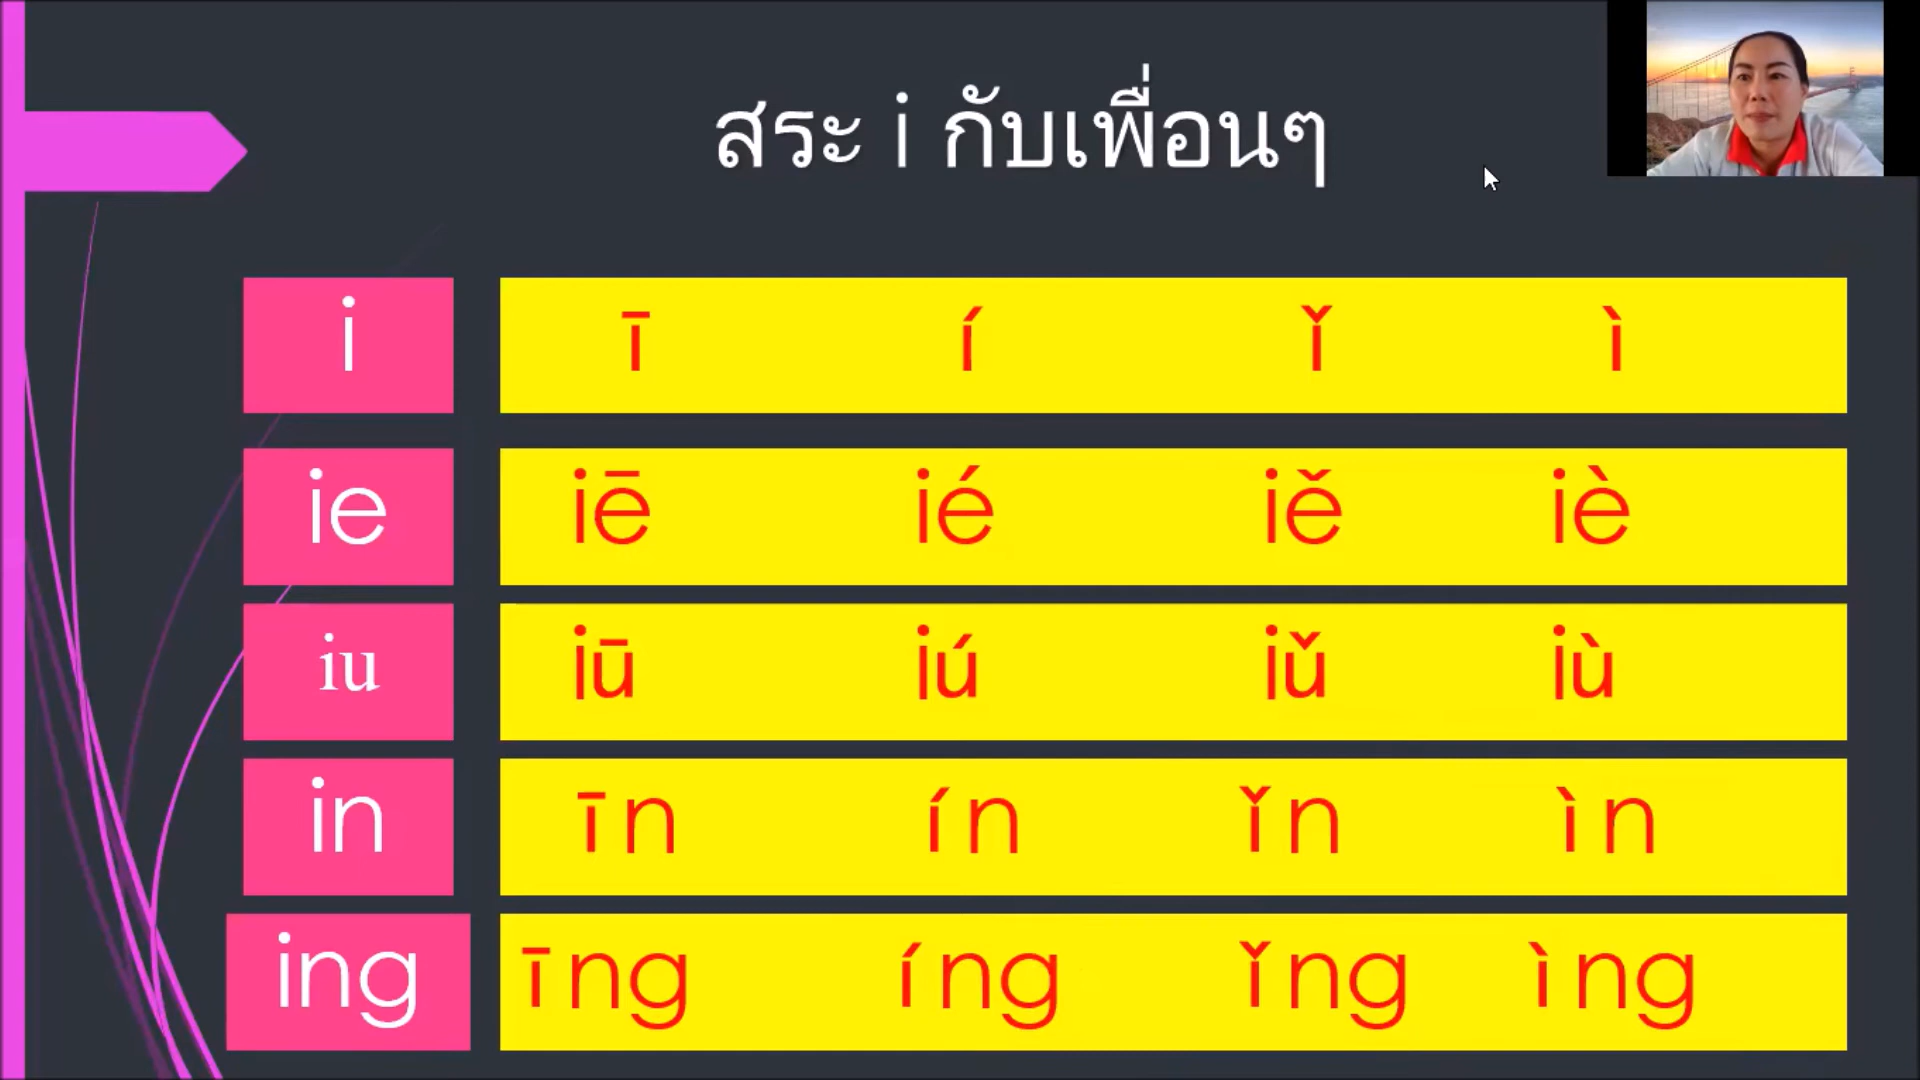 สระ i กับเพื่อนๆ
i ī í ǐ ì
ie iē ié iě iè
iu iū iú iǔ iù
in īn ín ǐn ìn
ing īng íng ǐng ìng